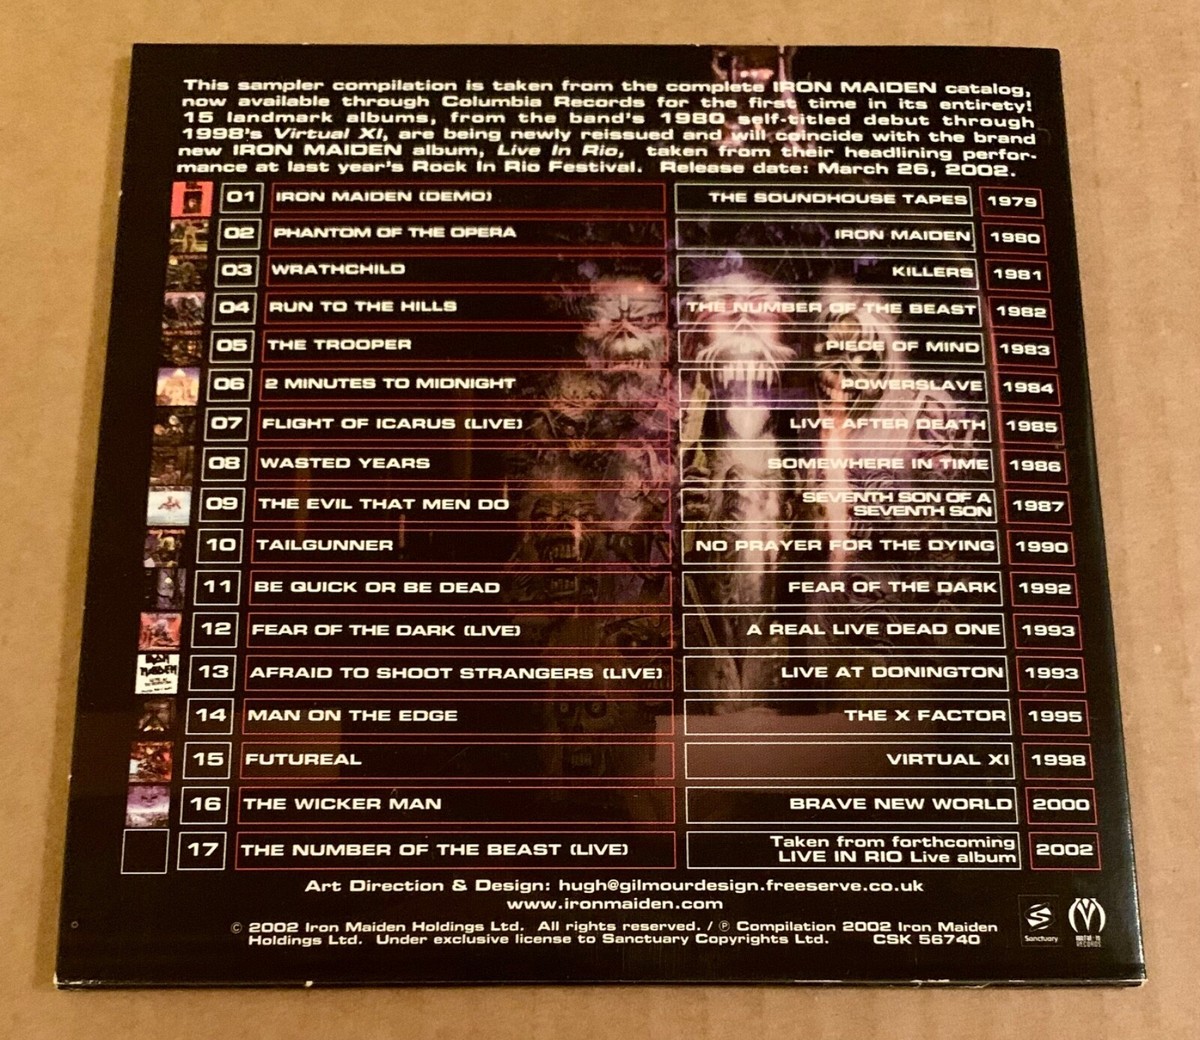 This sampler compilation is taken from the complete IRON MAIDEN catalog,
now available through Columbia Records for the first time in its entirety!
15 landmark albums, from the band's 1980 self-titled debut through
1998's Virtual XI, are being newly reissued and will coincide with the brand
new IRON MAIDEN album, Live In Rio, taken from their headlining perfor-
mance at last year's Rock In Rio Festival. Release date: March 26, 2002.
01 IRON MAIDEN (DEMO) THE SOUNDHOUSE TAPES 1979
02 PHANTOM OF THE OPERA IRON MAIDEN 1980
03 WRATHCHILD KILLERS 1981
04 RUN TO THE HILLS THE NUMBER OF THE BEAST 1982
05 THE TROOPER PIECE OF MIND 1983
06 2 MINUTES TO MIDNIGHT POWERSLAVE 1984
07 FLIGHT OF ICARUS (LIVE) LIVE AFTER DEATH 1985
08 WASTED YEARS SOMEWHERE IN TIME 1986
09 THE EVIL THAT MEN DO SEVENTH SON OF A
SEVENTH SON 1987
10 TAILGUNNER NO PRAYER FOR THE DYING 1990
11 BE QUICK OR BE DEAD FEAR OF THE DARK 1992
12 FEAR OF THE DARK (LIVE) A REAL LIVE DEAD ONE 1993
13 AFRAID TO SHOOT STRANGERS (LIVE) LIVE AT DONINGTON 1993
14 MAN ON THE EDGE THE X FACTOR 1995
15 FUTUREAL VIRTUAL XI 1998
16 THE WICKER MAN BRAVE NEW WORLD 2000
17 THE NUMBER OF THE BEAST (LIVE) Taken from forthcoming
LIVE IN RIO Live album 2002
Art Direction & Design: hugh@gilmourdesign.freeserve.co.uk
www.ironmaiden.com
© 2002 Iron Maiden Holdings Ltd. All rights reserved. / ℗ Compilation 2002 Iron Maiden
Holdings Ltd. Under exclusive license to Sanctuary Copyrights Ltd. CSK 56740
Sanctuary